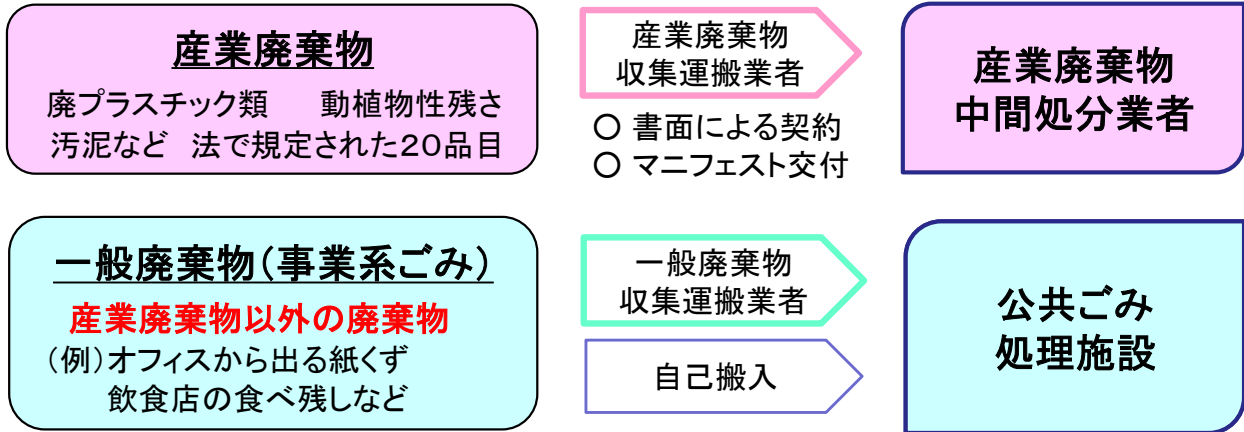 産業廃棄物
廃プラスチック類　動植物性残さ
汚泥など 法で規定された20品目
産業廃棄物
収集運搬業者
○ 書面による契約
○ マニフェスト交付
産業廃棄物
中間処分業者
一般廃棄物(事業系ごみ)
産業廃棄物以外の廃棄物
(例)オフィスから出る紙くず
飲食店の食べ残しなど
一般廃棄物
収集運搬業者
自己搬入
公共ごみ
処理施設